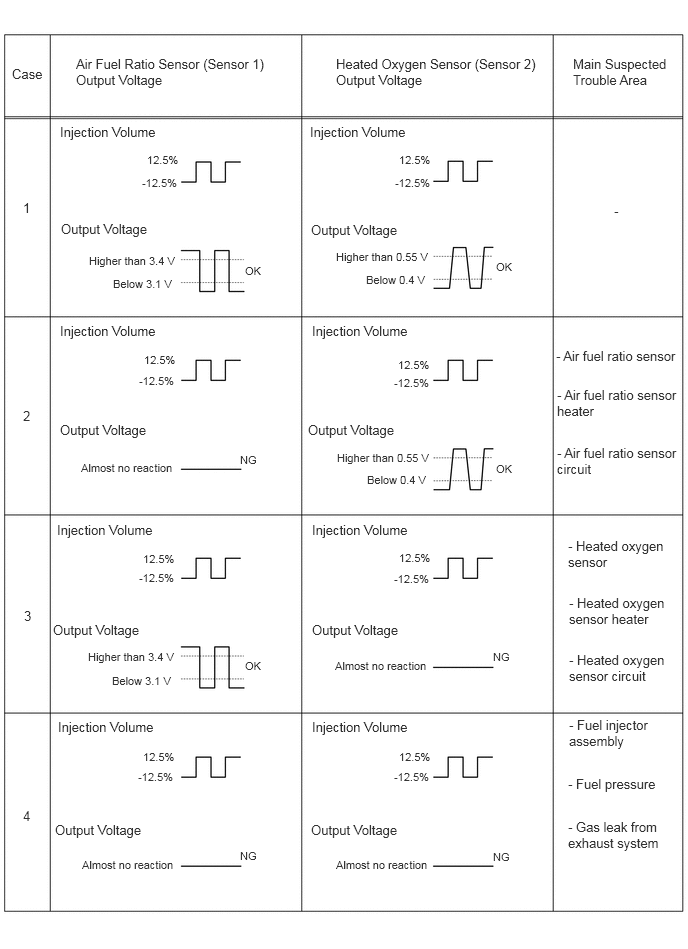 Case
Air Fuel Ratio Sensor (Sensor 1)
Output Voltage
Heated Oxygen Sensor (Sensor 2)
Output Voltage
Main Suspected
Trouble Area
1
Injection Volume
12.5%
-12.5%
Output Voltage
Higher than 3.4 V
Below 3.1 V
OK
Injection Volume
12.5%
-12.5%
Output Voltage
Higher than 0.55 V
Below 0.4 V
OK
-
2
Injection Volume
12.5%
-12.5%
Output Voltage
Almost no reaction
NG
Injection Volume
12.5%
-12.5%
Output Voltage
Higher than 0.55 V
Below 0.4 V
OK
- Air fuel ratio sensor
- Air fuel ratio sensor
heater
- Air fuel ratio sensor
circuit
3
Injection Volume
12.5%
-12.5%
Output Voltage
Higher than 3.4 V
Below 3.1 V
OK
Injection Volume
12.5%
-12.5%
Output Voltage
Almost no reaction
NG
- Heated oxygen
sensor
- Heated oxygen
sensor heater
- Heated oxygen
sensor circuit
4
Injection Volume
12.5%
-12.5%
Output Voltage
Almost no reaction
NG
Injection Volume
12.5%
-12.5%
Output Voltage
Almost no reaction
NG
- Fuel injector
assembly
- Fuel pressure
- Gas leak from
exhaust system